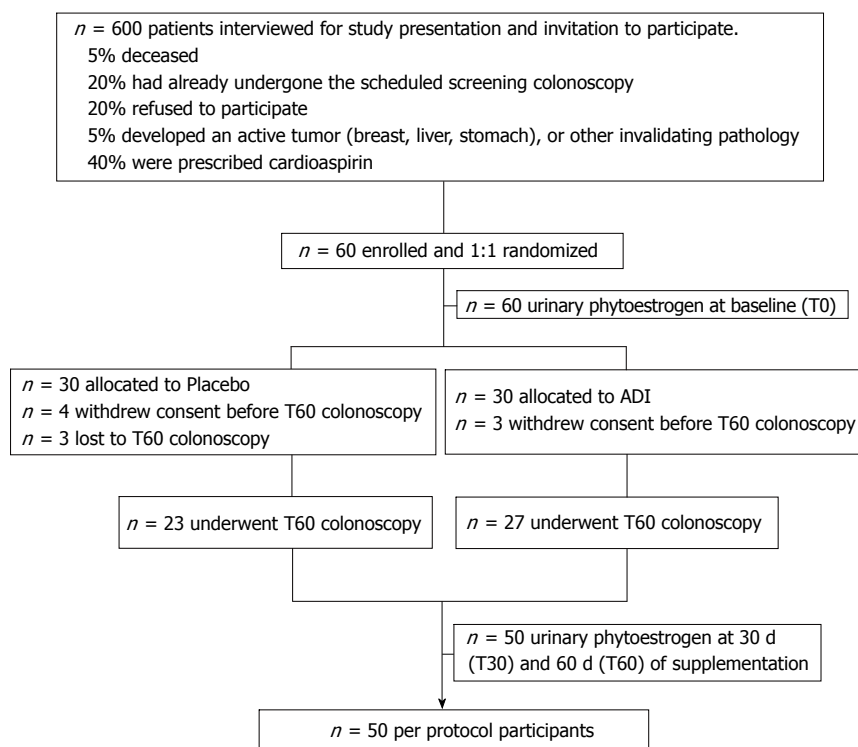 n = 600 patients interviewed for study presentation and invitation to participate.
5% deceased
20% had already undergone the scheduled screening colonoscopy
20% refused to participate
5% developed an active tumor (breast, liver, stomach), or other invalidating pathology
40% were prescribed cardioaspirin
n = 60 enrolled and 1:1 randomized
n = 60 urinary phytoestrogen at baseline (T0)
n = 30 allocated to Placebo
n = 4 withdrew consent before T60 colonoscopy
n = 3 lost to T60 colonoscopy
n = 30 allocated to ADI
n = 3 withdrew consent before T60 colonoscopy
n = 23 underwent T60 colonoscopy
n = 27 underwent T60 colonoscopy
n = 50 urinary phytoestrogen at 30 d
(T30) and 60 d (T60) of supplementation
n = 50 per protocol participants